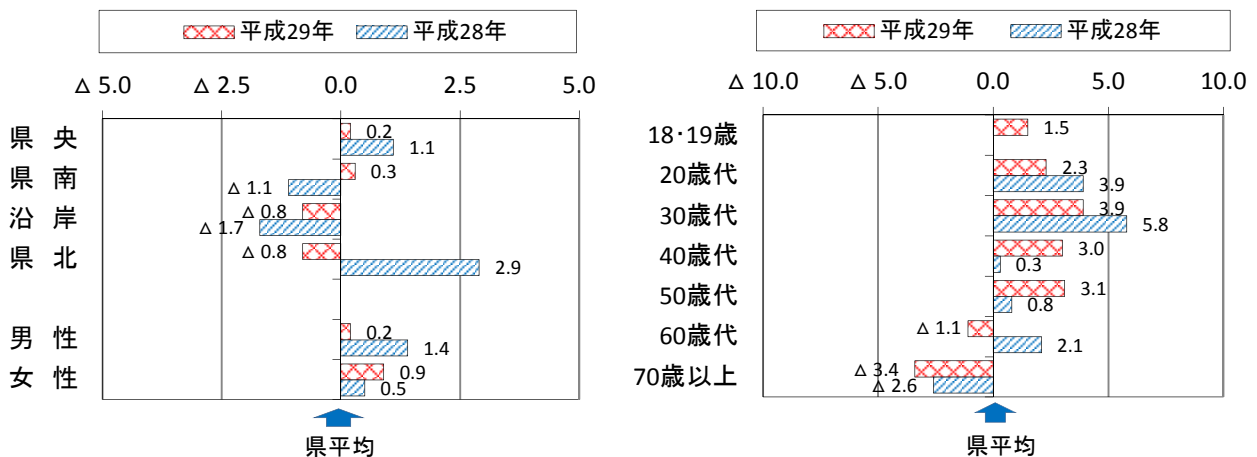 平成29年 平成28年
△ 5.0 △ 2.5 0.0 2.5 5.0
県 央 0.2
1.1
県 南 0.3
△ 1.1
沿 岸 △ 0.8
△ 1.7
県 北 △ 0.8
2.9
男 性 0.2
1.4
女 性 0.9
0.5
県平均
平成29年 平成28年
△ 10.0 △ 5.0 0.0 5.0 10.0
18・19歳 1.5
20歳代 2.3
3.9
30歳代 3.9
5.8
40歳代 3.0
0.3
50歳代 3.1
0.8
60歳代 △ 1.1
2.1
70歳以上 △ 3.4
△ 2.6
県平均